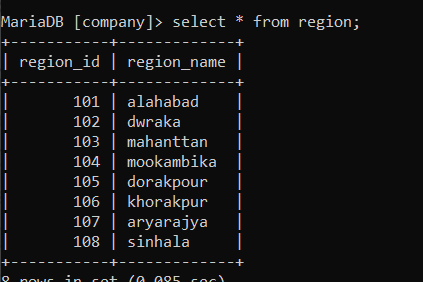 MariaDB [company]> select * from region;
+-----------+-------------+
| region_id | region_name |
+-----------+-------------+
|       101 | alahabad    |
|       102 | dwraka      |
|       103 | mahanttan   |
|       104 | mookambika  |
|       105 | dorakpour   |
|       106 | khorakpur   |
|       107 | aryarajya   |
|       108 | sinhala     |
+-----------+-------------+
8 rows in set (0.085 sec)